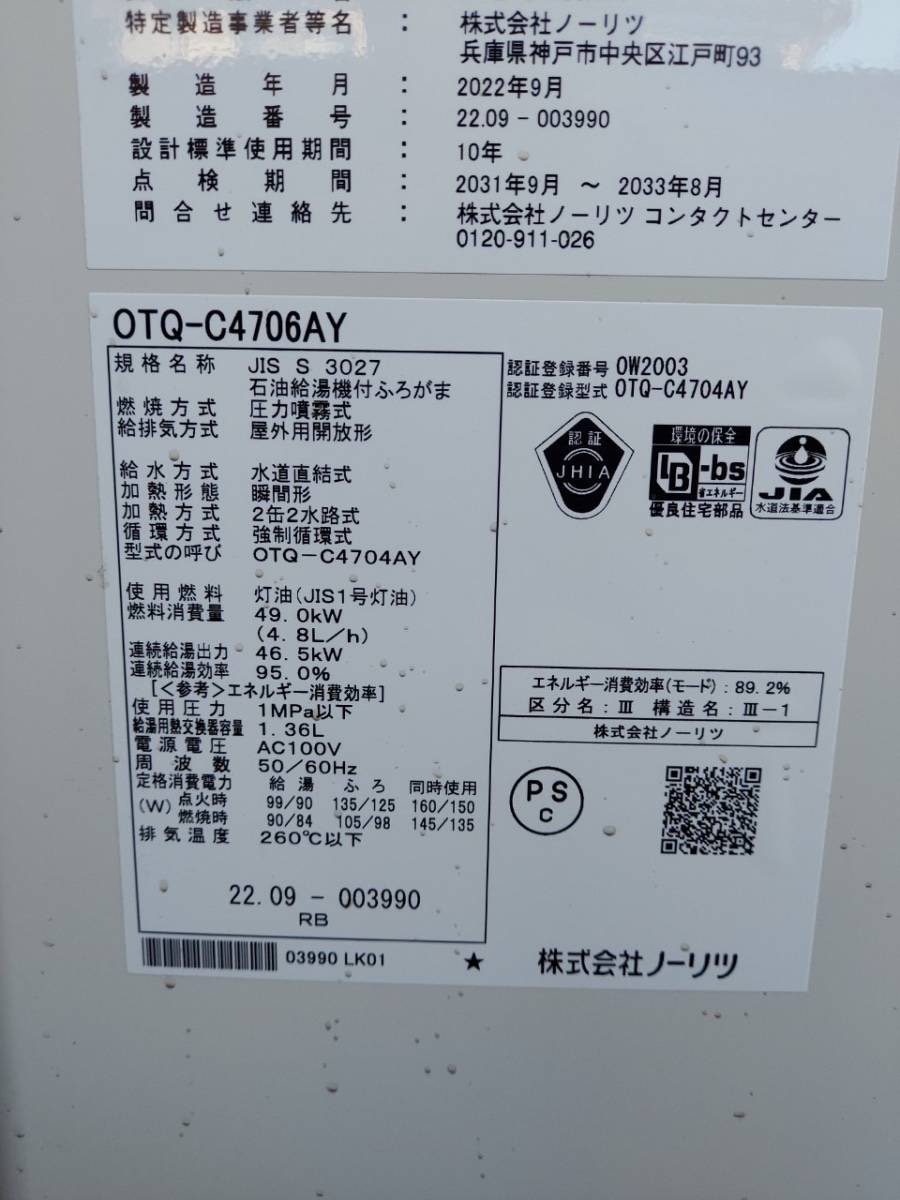 特定製造事業者等名 : 株式会社ノーリツ
兵庫県神戸市中央区江戸町93
製造年月 : 2022年9月
製造番号 : 22.09 - 003990
設計標準使用期間 : 10年
点検期間 : 2031年9月 ～ 2033年8月
問合せ連絡先 : 株式会社ノーリツ コンタクトセンター
0120-911-026
OTQ-C4706AY
規格名称 JIS S 3027
石油給湯機付ふろがま
燃焼方式 圧力噴霧式
給排気方式 屋外用開放形
給水方式 水道直結式
加熱形態 瞬間形
加熱方式 2缶2水路式
循環方式 強制循環式
型式の呼び OTQ-C4704AY
使用燃料 灯油(JIS1号灯油)
燃料消費量 49.0kW
(4.8L/h)
連続給湯出力 46.5kW
連続給湯効率 95.0%
[<参考>エネルギー消費効率]
使用圧力 1MPa以下
給湯用熱交換器容量 1.36L
電源電圧 AC100V
周波数 50/60Hz
定格消費電力 給湯 ふろ 同時使用
(W) 点火時 99/90 135/125 160/150
燃焼時 90/84 105/98 145/135
排気温度 260℃以下
22.09 - 003990
RB
03990 LK01 ★
認証登録番号 OW2003
認証登録型式 OTQ-C4704AY
認証
JHIA
環境の保全
BL-bs
省エネルギー
優良住宅部品
JIA
水道法基準適合
エネルギー消費効率(モード) : 89.2%
区分名 : Ⅲ 構造名 : Ⅲ-1
株式会社ノーリツ
PS
C
株式会社ノーリツ